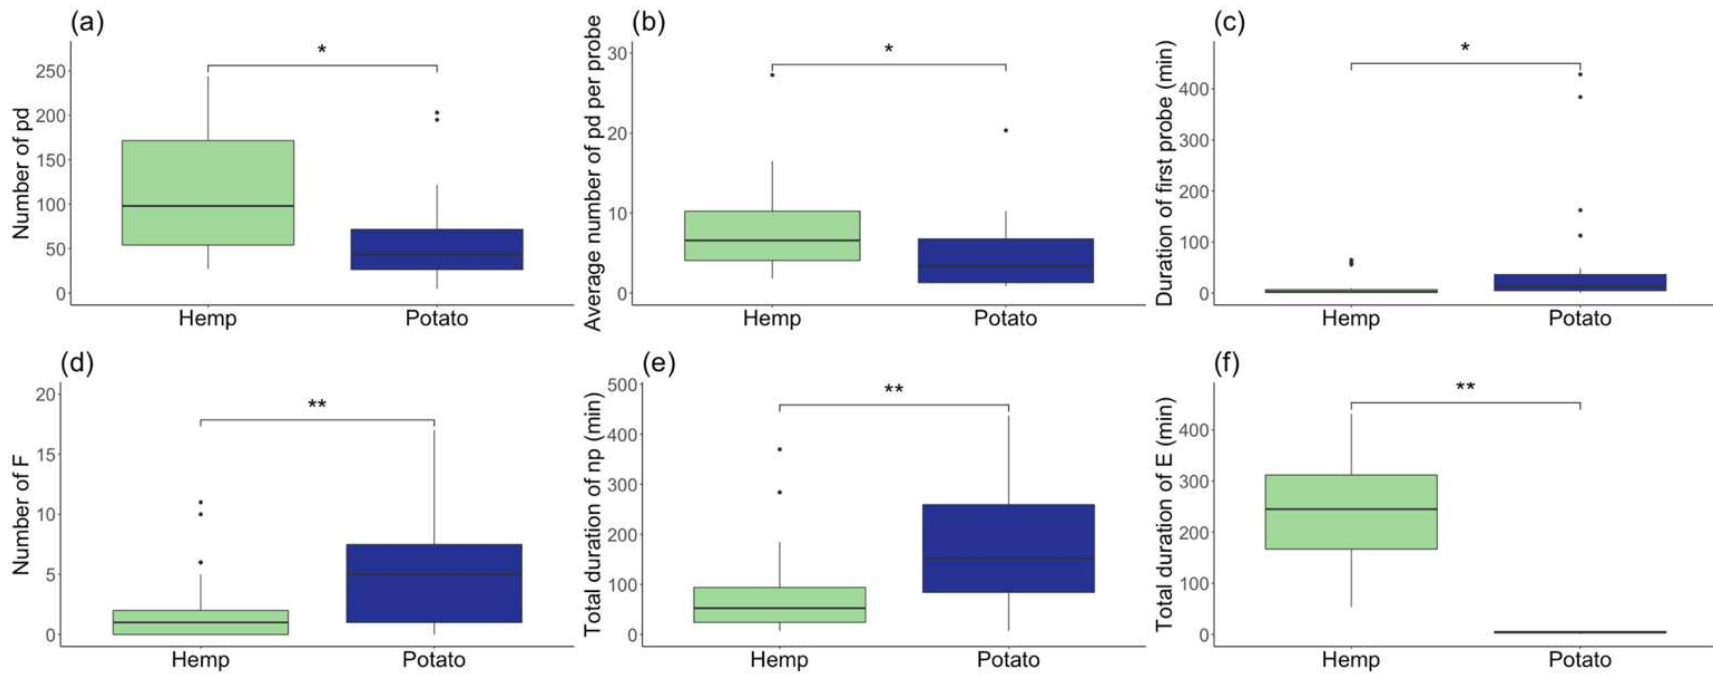 (a)
Number of pd
250
200
150
100
50
0
*
Hemp
Potato
(b)
Average number of pd per probe
30
20
10
0
*
Hemp
Potato
(c)
Duration of first probe (min)
400
300
200
100
0
*
Hemp
Potato
(d)
Number of F
20
15
10
5
0
**
Hemp
Potato
(e)
Total duration of np (min)
500
400
300
200
100
0
**
Hemp
Potato
(f)
Total duration of E (min)
400
300
200
100
0
**
Hemp
Potato